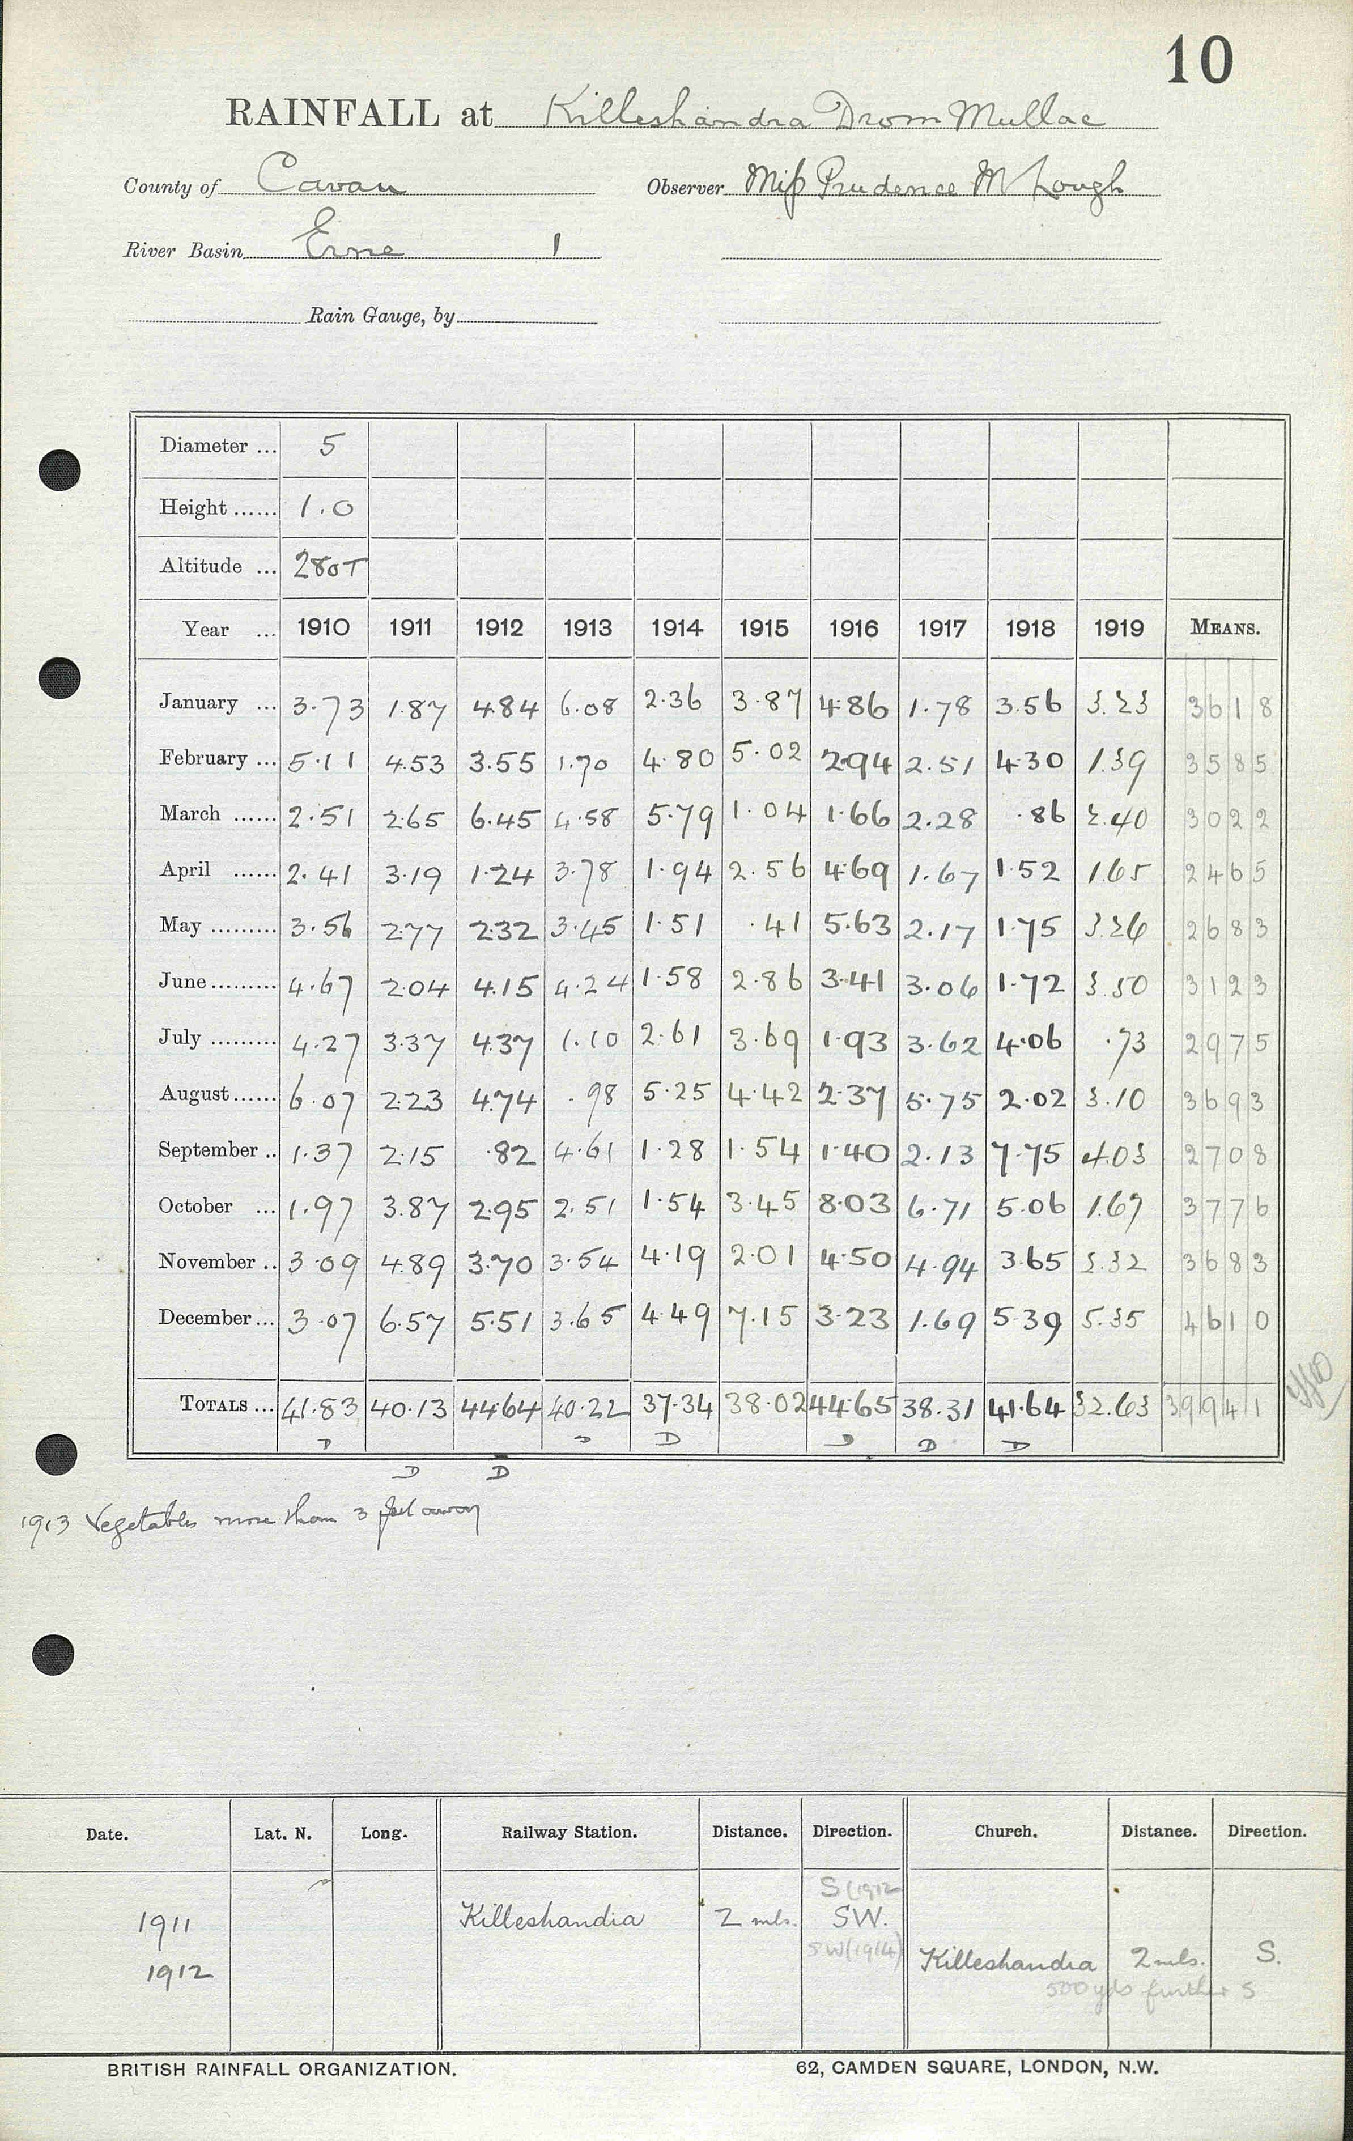 10
RAINFALL at Killeshandra Drom Mullac
County of Cavan Observer Miss Prudence M Lough
River Basin Erne 1
Rain Gauge, by
Diameter ... 5
Height ...... 1.0
Altitude ... 280T
Year ... 1910 1911 1912 1913 1914 1915 1916 1917 1918 1919 MEANS.
January ... 3.73 1.87 4.84 6.08 2.36 3.87 4.86 1.78 3.56 3.23 3618
February ... 5.11 4.53 3.55 1.70 4.80 5.02 2.94 2.51 4.30 1.39 3585
March ...... 2.51 2.65 6.45 4.58 5.79 1.04 1.66 2.28 .86 2.40 3022
April ...... 2.41 3.19 1.24 3.78 1.94 2.56 4.69 1.67 1.52 1.65 2465
May ......... 3.56 2.77 2.32 3.45 1.51 .41 5.63 2.17 1.75 3.26 2683
June ......... 4.67 2.04 4.15 4.24 1.58 2.86 3.41 3.06 1.72 3.50 3123
July ......... 4.27 3.37 4.37 1.10 2.61 3.69 1.93 3.62 4.06 .73 2975
August ...... 6.07 2.23 4.74 .98 5.25 4.42 2.37 5.75 2.02 3.10 3693
September .. 1.37 2.15 .82 4.61 1.28 1.54 1.40 2.13 7.75 4.03 2708
October ... 1.97 3.87 2.95 2.51 1.54 3.45 8.03 6.71 5.06 1.67 3776
November .. 3.09 4.89 3.70 3.54 4.19 2.01 4.50 4.94 3.65 3.32 3683
December ... 3.07 6.57 5.51 3.65 4.49 7.15 3.23 1.69 5.39 5.35 4610
TOTALS ... 41.83 40.13 44.64 40.22 37.34 38.02 44.65 38.31 41.64 32.63 39941
D D D D D D
D D
1913 Vegetables more than 3 feet away
Date. Lat. N. Long. Railway Station. Distance. Direction. Church. Distance. Direction.
S (1912
1911 Killeshandra 2 mls. SW.
SW (1914)
1912 Killeshandra 2 mls. S.
500 yds further S
BRITISH RAINFALL ORGANIZATION. 62, CAMDEN SQUARE, LONDON, N.W.